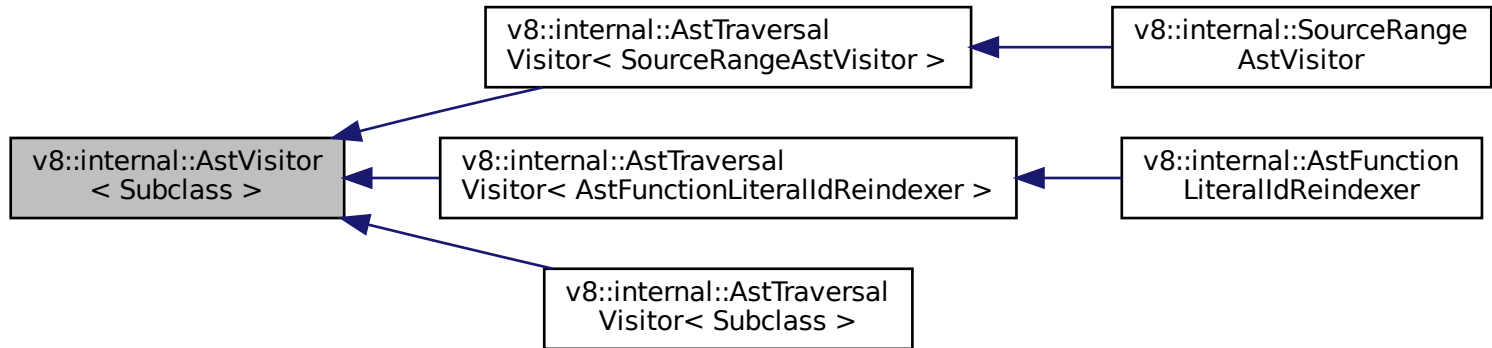 v8::internal::AstTraversal
Visitor< SourceRangeAstVisitor >
v8::internal::SourceRange
AstVisitor
v8::internal::AstVisitor
< Subclass >
v8::internal::AstTraversal
Visitor< AstFunctionLiteralIdReindexer >
v8::internal::AstFunction
LiteralIdReindexer
v8::internal::AstTraversal
Visitor< Subclass >